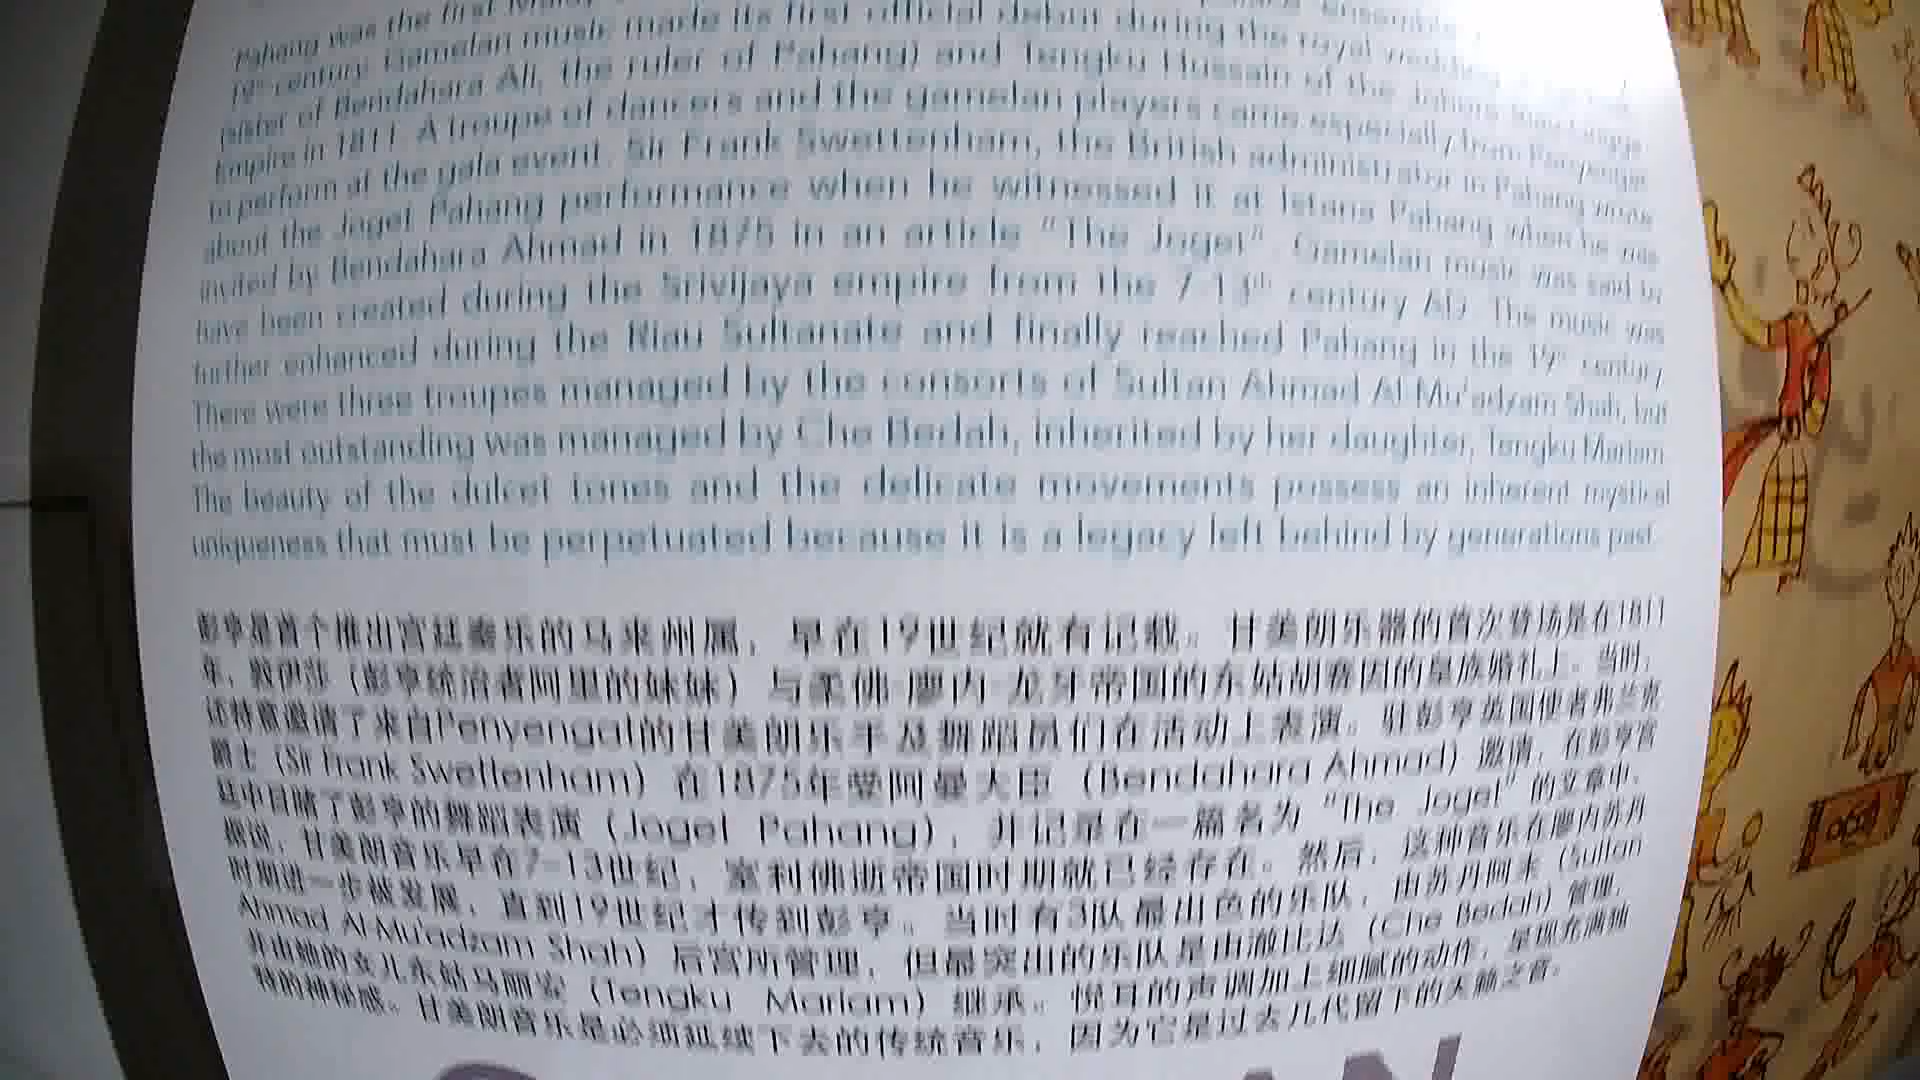 Pahang was the first
19th century. Gamelan music made its first official debut during the royal wedding
(sister of Bendahara Ali, the ruler of Pahang) and Tengku Hussain of the Johore Riau Lingga
Empire in 1811. A troupe of dancers and the gamelan players came especially from Penyengat
to perform at the gala event. Sir Frank Swettenham, the British administrator in Pahang wrote
about the Joget Pahang performance when he witnessed it at Istana Pahang when he was
invited by Bendahara Ahmad in 1875 in an article "The Joget". Gamelan music was said to
have been created during the Srivijaya empire from the 7-13th century AD. The music was
further enhanced during the Riau Sultanate and finally reached Pahang in the 19th century.
There were three troupes managed by the consorts of Sultan Ahmad Al-Mu'adzam Shah, but
the most outstanding was managed by Che Bedah, inherited by her daughter, Tengku Mariam.
The beauty of the dulcet tones and the delicate movements possess an inherent mystical
uniqueness that must be perpetuated because it is a legacy left behind by generations past.
彭亨是首个推出宫廷奏乐的马来州属，早在19世纪就有记载。甘美朗乐器的首次登场是在1811
年，敦伊莎（彭亨统治者阿里的妹妹）与柔佛-廖内-龙牙帝国的东姑胡赛因的皇族婚礼上。当时，
还特意邀请了来自Penyengat的甘美朗乐手及舞蹈员们在活动上表演。驻彭亨英国使者弗兰克
爵士（Sir Frank Swettenham）在1875年受阿曼大臣（Bendahara Ahmad）邀请，在彭亨宫
廷中目睹了彭亨的舞蹈表演（Joget Pahang），并记录在一篇名为“The Joget”的文章中。
据说，甘美朗音乐早在7-13世纪，室利佛逝帝国时期就已经存在。然后，这种音乐在廖内苏丹
时期进一步被发展，直到19世纪才传到彭亨。当时有3队最出色的乐队，由苏丹阿末（Sultan
Ahmad Al-Mu'adzam Shah）后宫所管理，但最突出的乐队是由澈比达（Che Bedah）管理，
并由她的女儿东姑马丽安（Tengku Mariam）继承。悦耳的声调加上细腻的动作，呈现充满独
特的神秘感。甘美朗音乐是必须延续下去的传统音乐，因为它是过去几代留下的天籁之音。